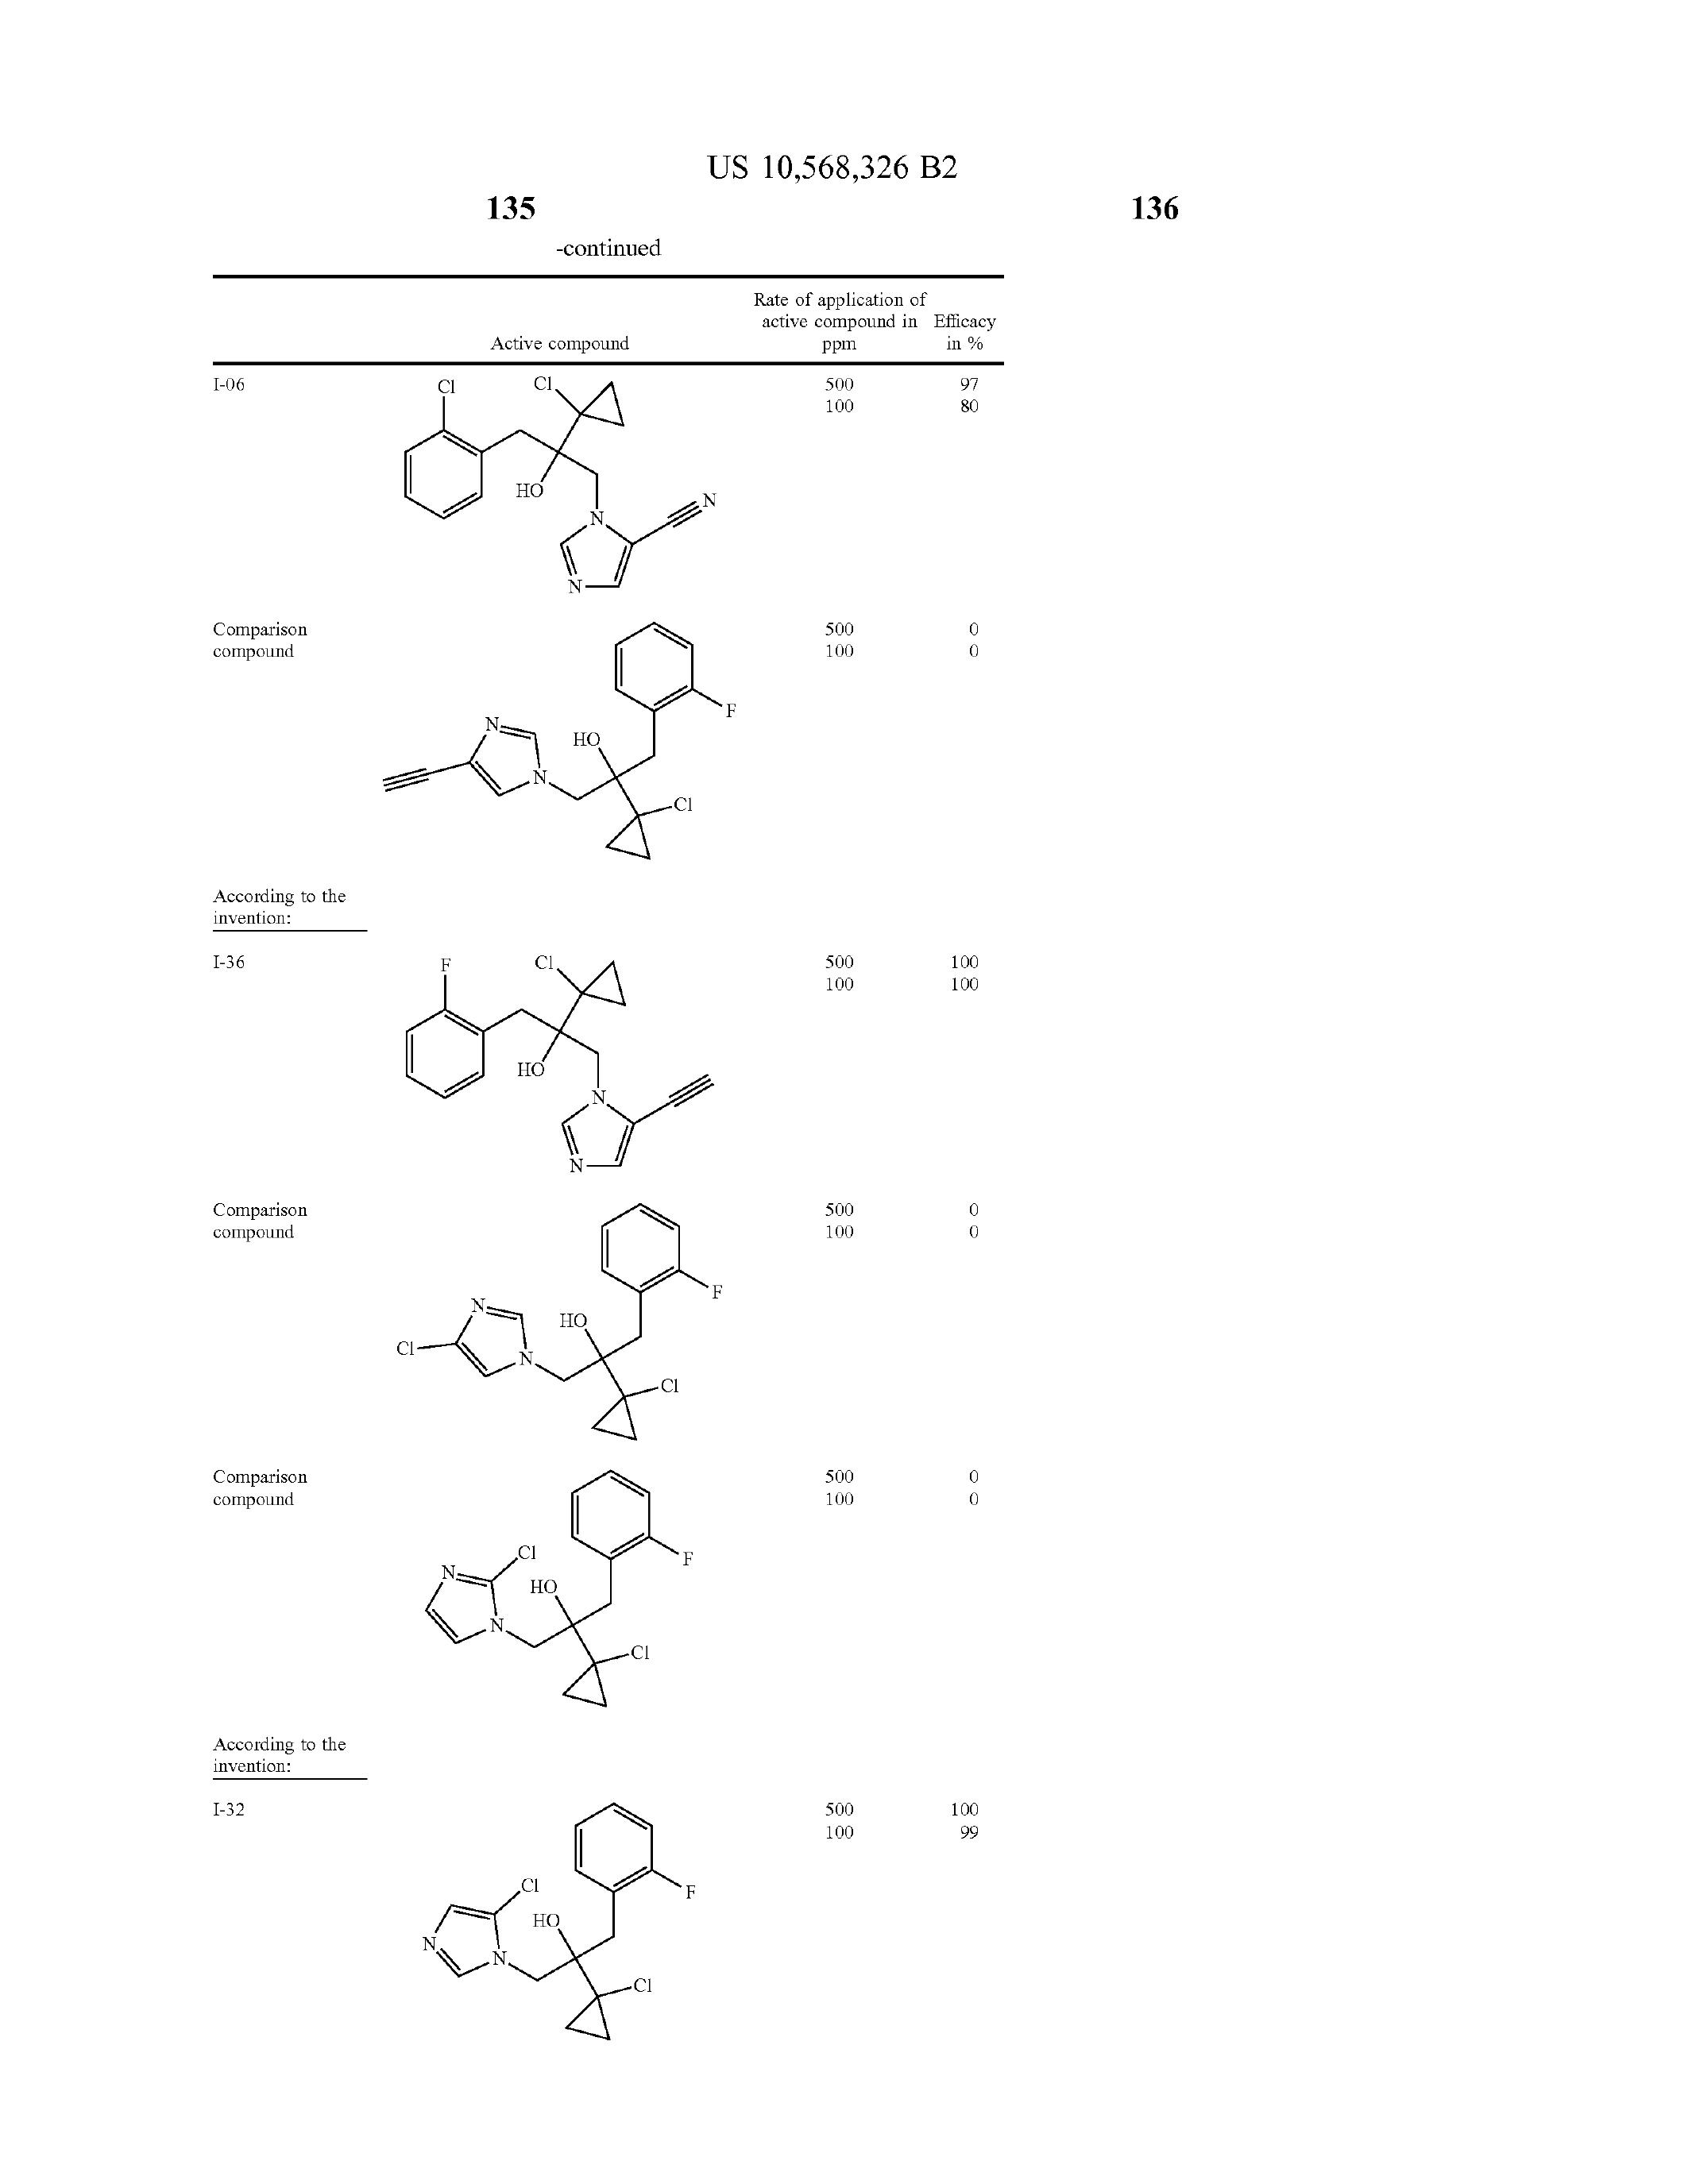 US 10,568,326 B2
135
136
-continued
Rate of application of
active compound in Efficacy
Active compound ppm in %
I-06 500 97
100 80
Cl Cl
HO
N
N
N
Comparison 500 0
compound 100 0
F
N
HO
N
Cl
According to the
invention:
I-36 500 100
100 100
F Cl
HO
N
N
Comparison 500 0
compound 100 0
F
N
HO
Cl
N
Cl
Comparison 500 0
compound 100 0
Cl
F
N
HO
N
Cl
According to the
invention:
I-32 500 100
100 99
Cl
F
HO
N
N
Cl